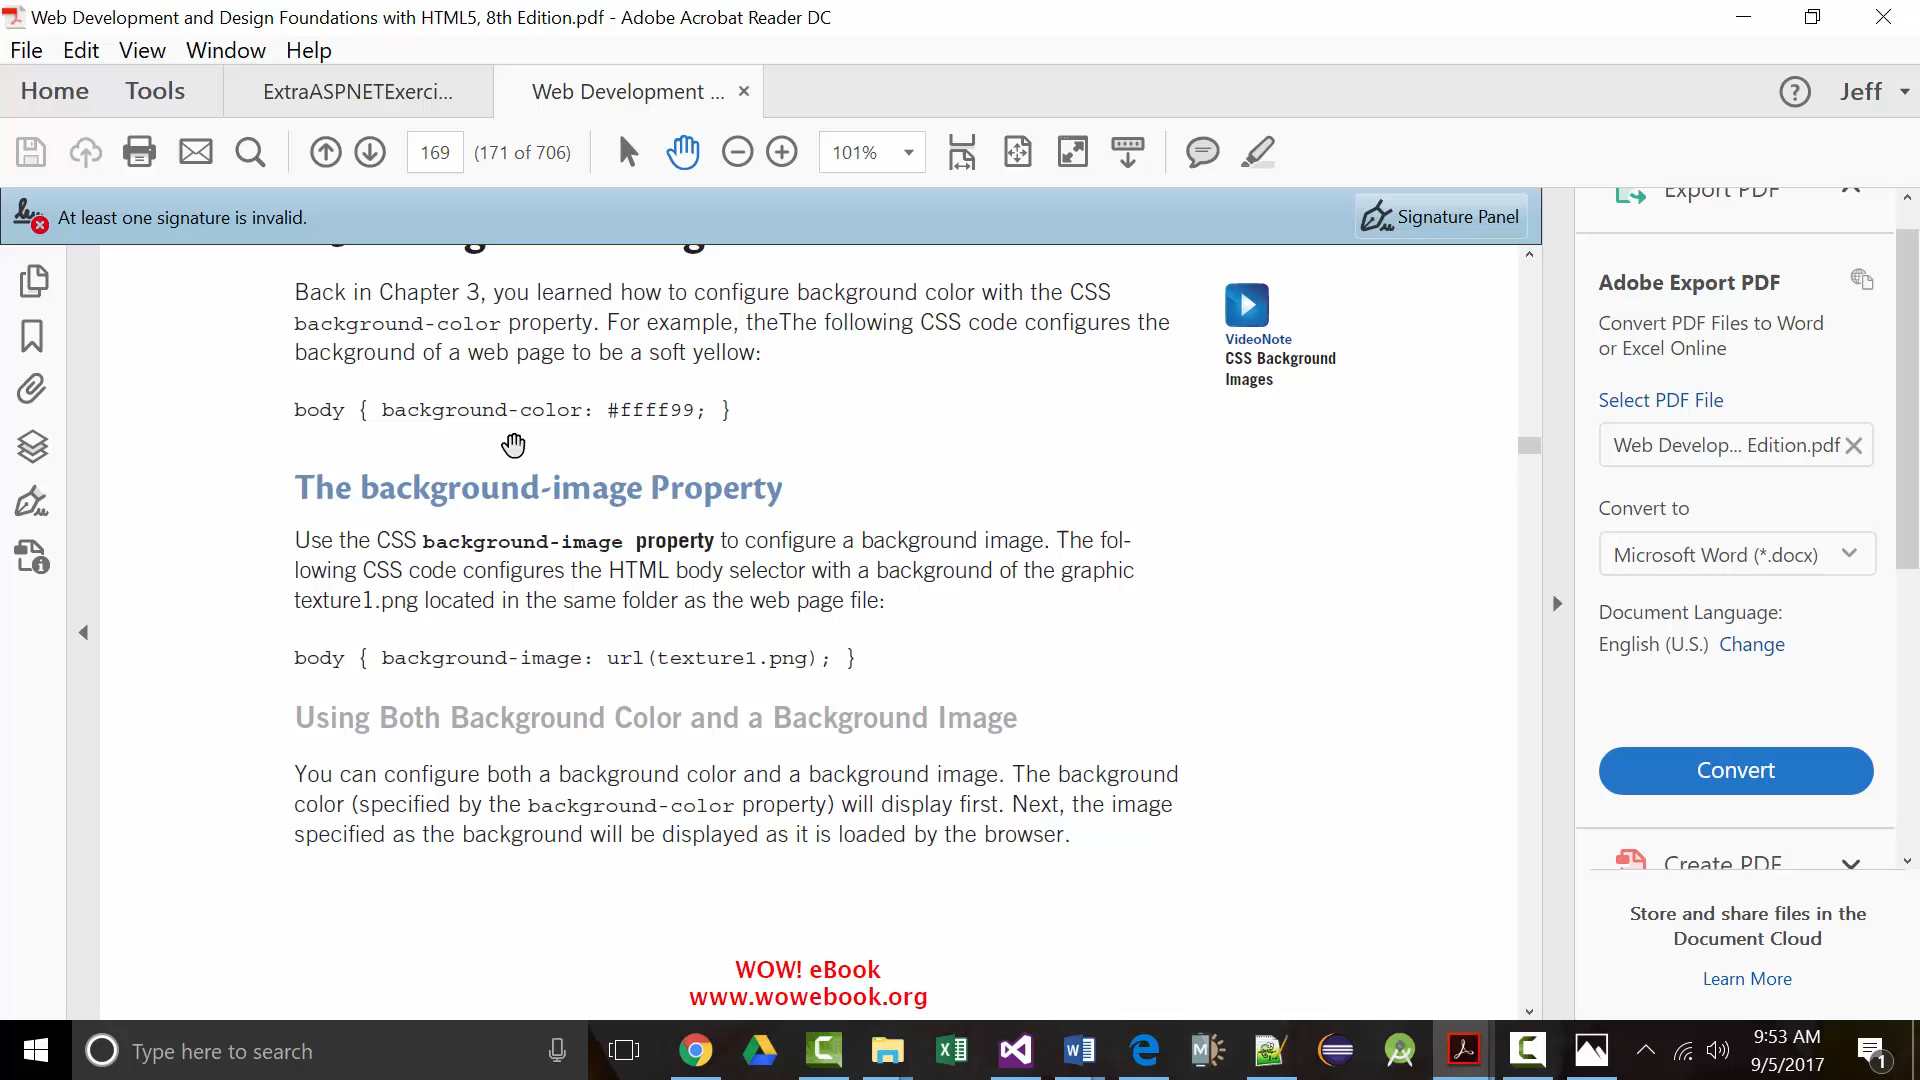 Web Development and Design Foundations with HTML5, 8th Edition.pdf - Adobe Acrobat Reader DC
File Edit View Window Help
Home Tools ExtraASPNETExerci... Web Development ... Jeff
169 (171 of 706) 101%
At least one signature is invalid. Signature Panel
Export PDF
Back in Chapter 3, you learned how to configure background color with the CSS
background-color property. For example, theThe following CSS code configures the
background of a web page to be a soft yellow:
VideoNote
CSS Background
Images
body { background-color: #ffff99; }
The background-image Property
Use the CSS background-image property to configure a background image. The fol-
lowing CSS code configures the HTML body selector with a background of the graphic
texture1.png located in the same folder as the web page file:
body { background-image: url(texture1.png); }
Using Both Background Color and a Background Image
You can configure both a background color and a background image. The background
color (specified by the background-color property) will display first. Next, the image
specified as the background will be displayed as it is loaded by the browser.
WOW! eBook
www.wowebook.org
Adobe Export PDF
Convert PDF Files to Word
or Excel Online
Select PDF File
Web Develop... Edition.pdf
Convert to
Microsoft Word (*.docx)
Document Language:
English (U.S.) Change
Convert
Create PDF
Store and share files in the
Document Cloud
Learn More
Type here to search
9:53 AM
9/5/2017
1